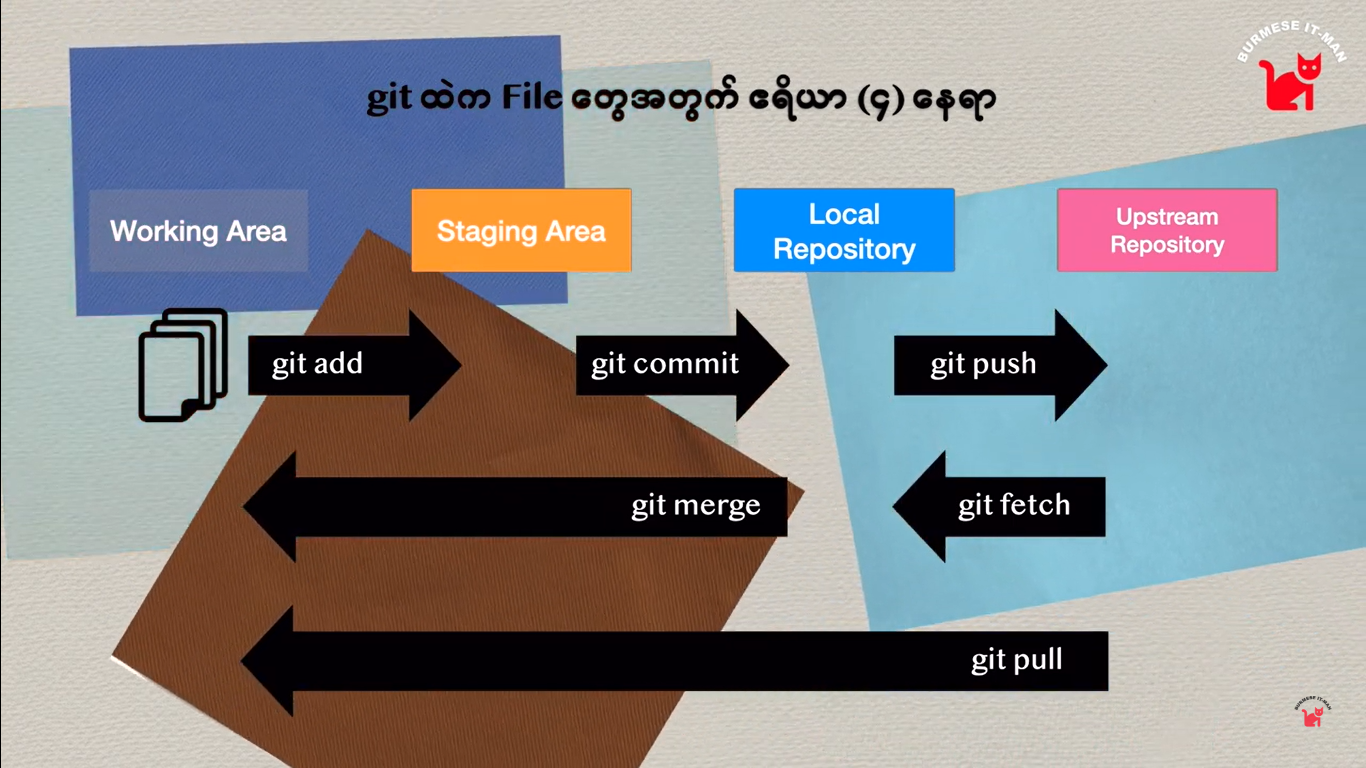 BURMESE IT-MAN
git ထဲက File တွေအတွက် ဧရိယာ (၄) နေရာ
Working Area
Staging Area
Local
Repository
Upstream
Repository
git add
git commit
git push
git merge
git fetch
git pull
BURMESE IT-MAN